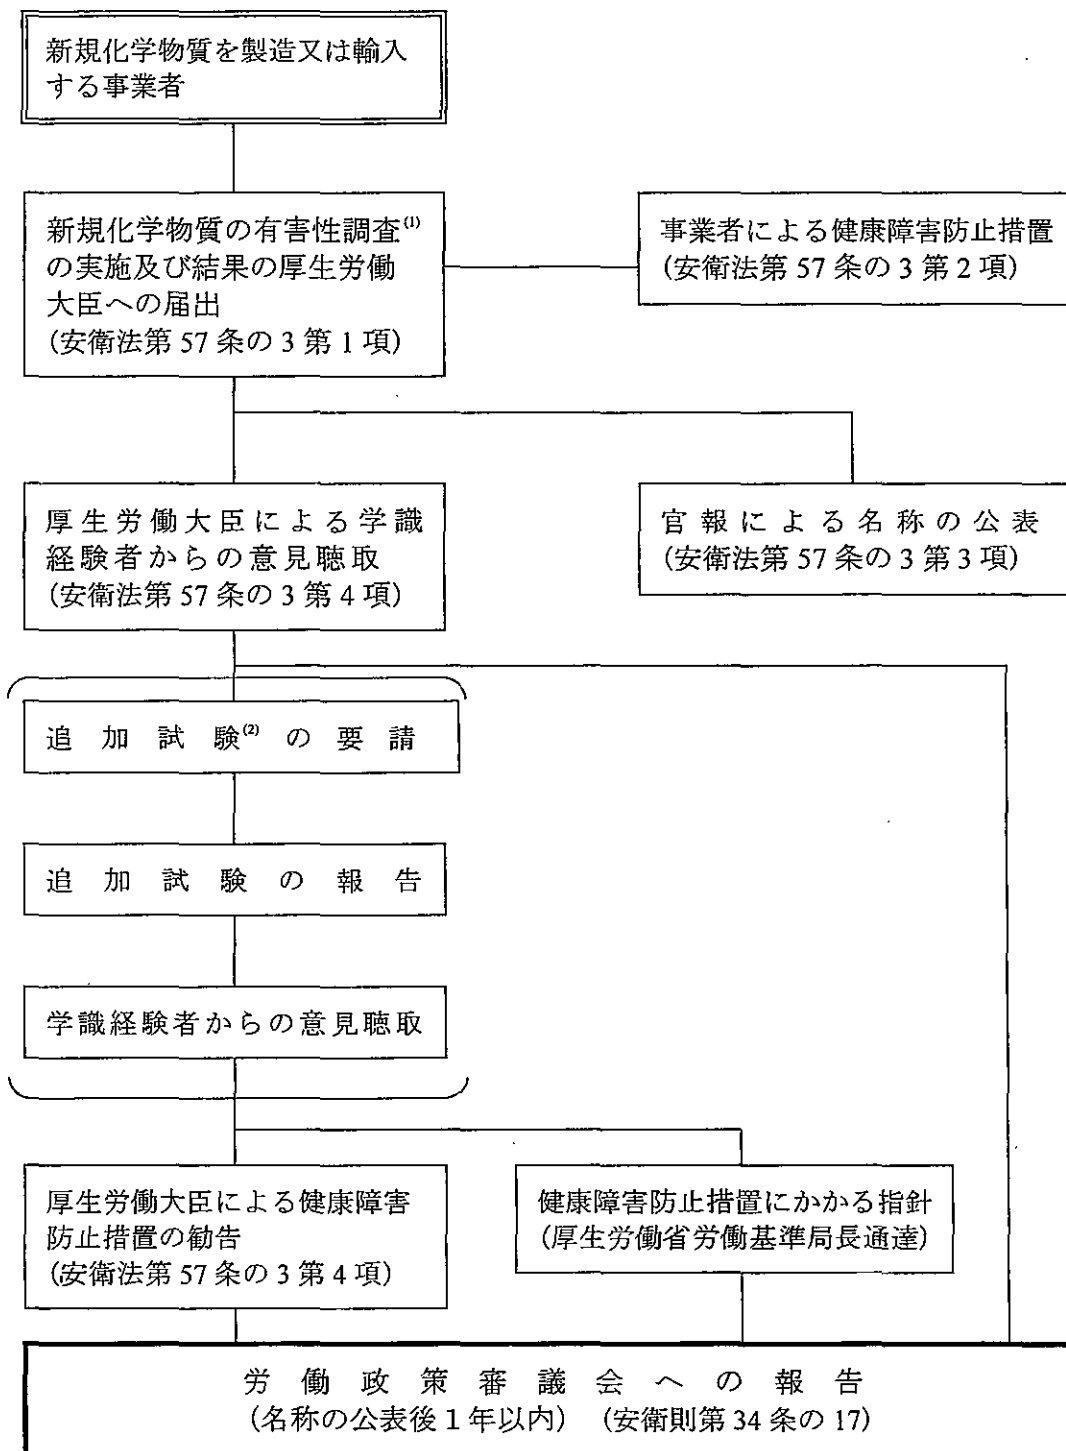 新規化学物質を製造又は輸入
する事業者
新規化学物質の有害性調査(1)
の実施及び結果の厚生労働
大臣への届出
(安衛法第57条の3第1項)
事業者による健康障害防止措置
(安衛法第57条の3第2項)
厚生労働大臣による学識
経験者からの意見聴取
(安衛法第57条の3第4項)
官報による名称の公表
(安衛法第57条の3第3項)
追加試験(2)の要請
追加試験の報告
学識経験者からの意見聴取
厚生労働大臣による健康障害
防止措置の勧告
(安衛法第57条の3第4項)
健康障害防止措置にかかる指針
(厚生労働省労働基準局長通達)
労働政策審議会への報告
(名称の公表後1年以内) (安衛則第34条の17)